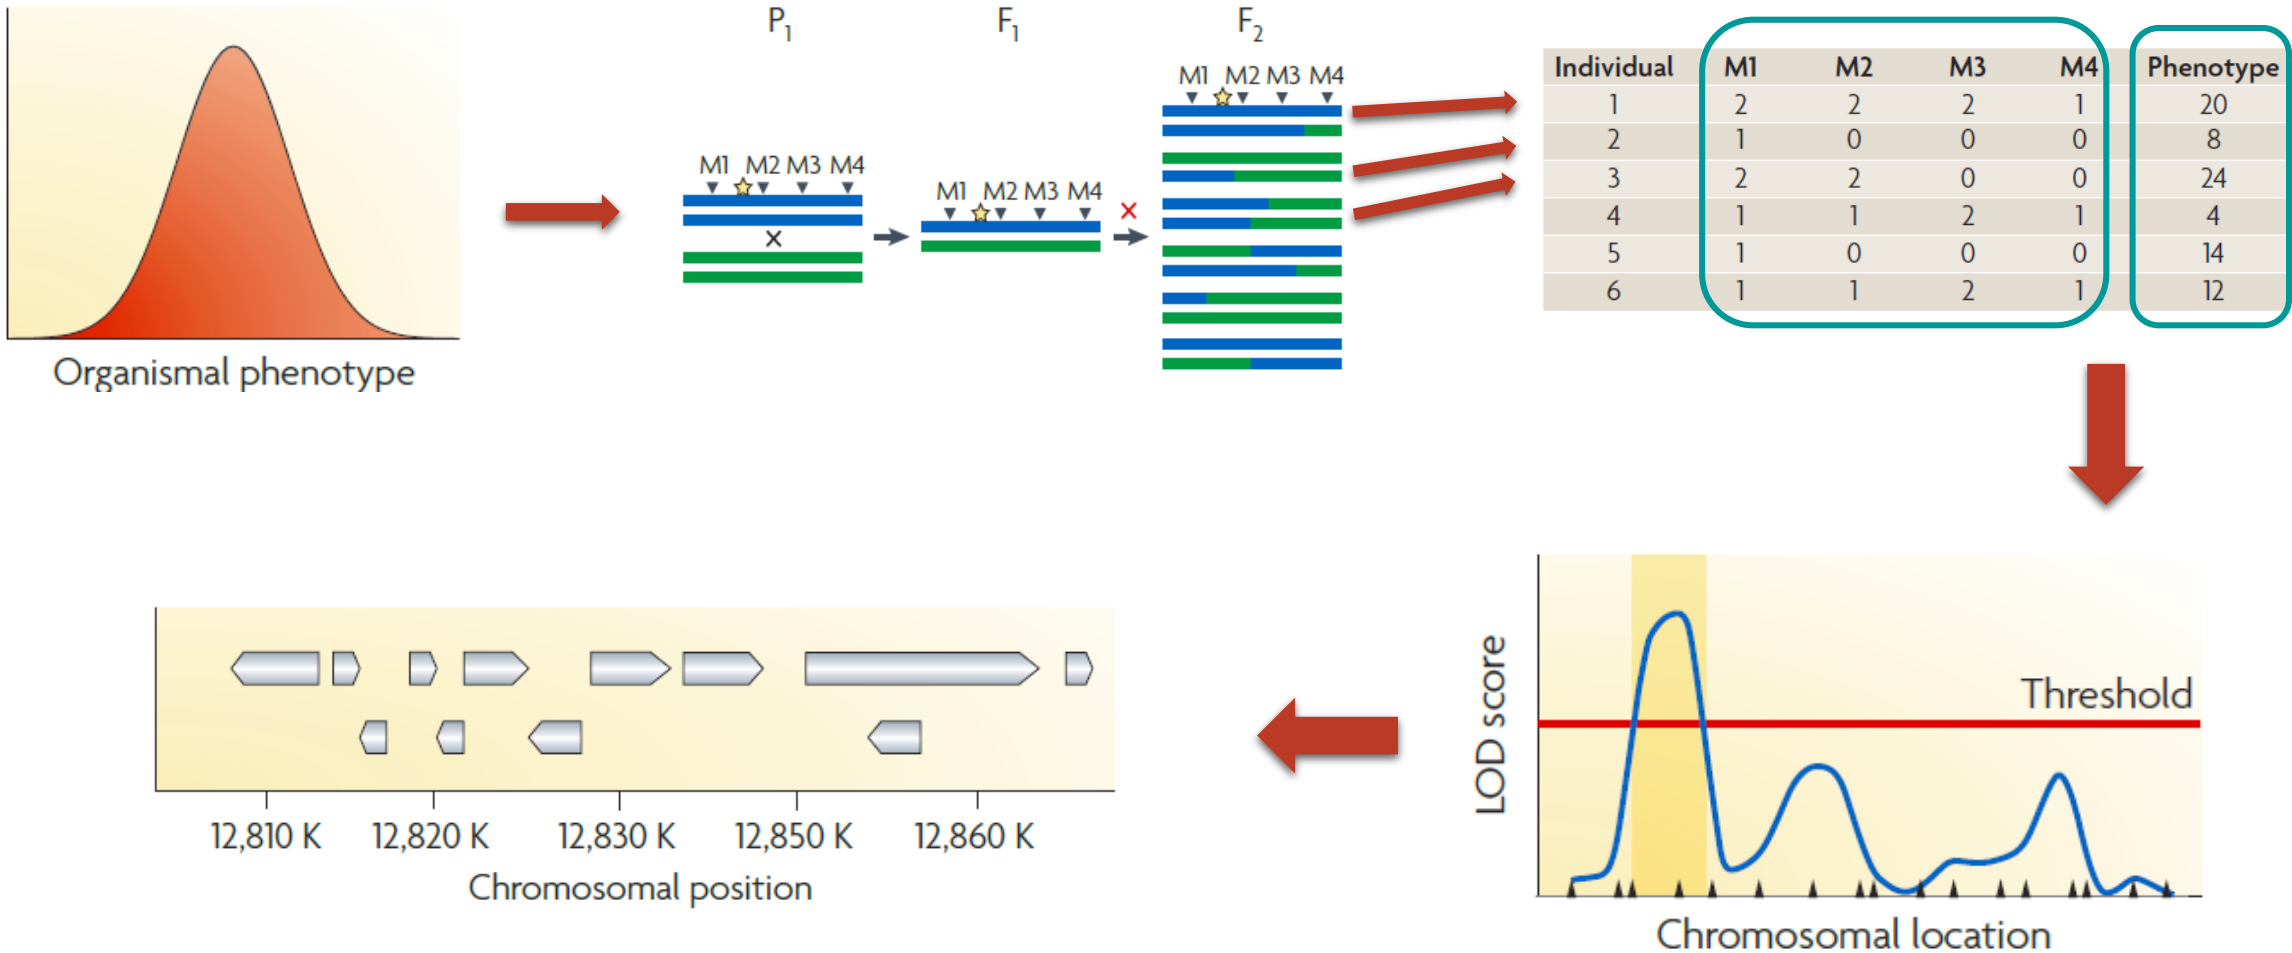 Organismal phenotype
P1
F1
F2
M1 M2 M3 M4
×
M1 M2 M3 M4
×
M1 M2 M3 M4
Individual M1 M2 M3 M4 Phenotype
1 2 2 2 1 20
2 1 0 0 0 8
3 2 2 0 0 24
4 1 1 2 1 4
5 1 0 0 0 14
6 1 1 2 1 12
LOD score
Threshold
Chromosomal location
12,810 K 12,820 K 12,830 K 12,850 K 12,860 K
Chromosomal position